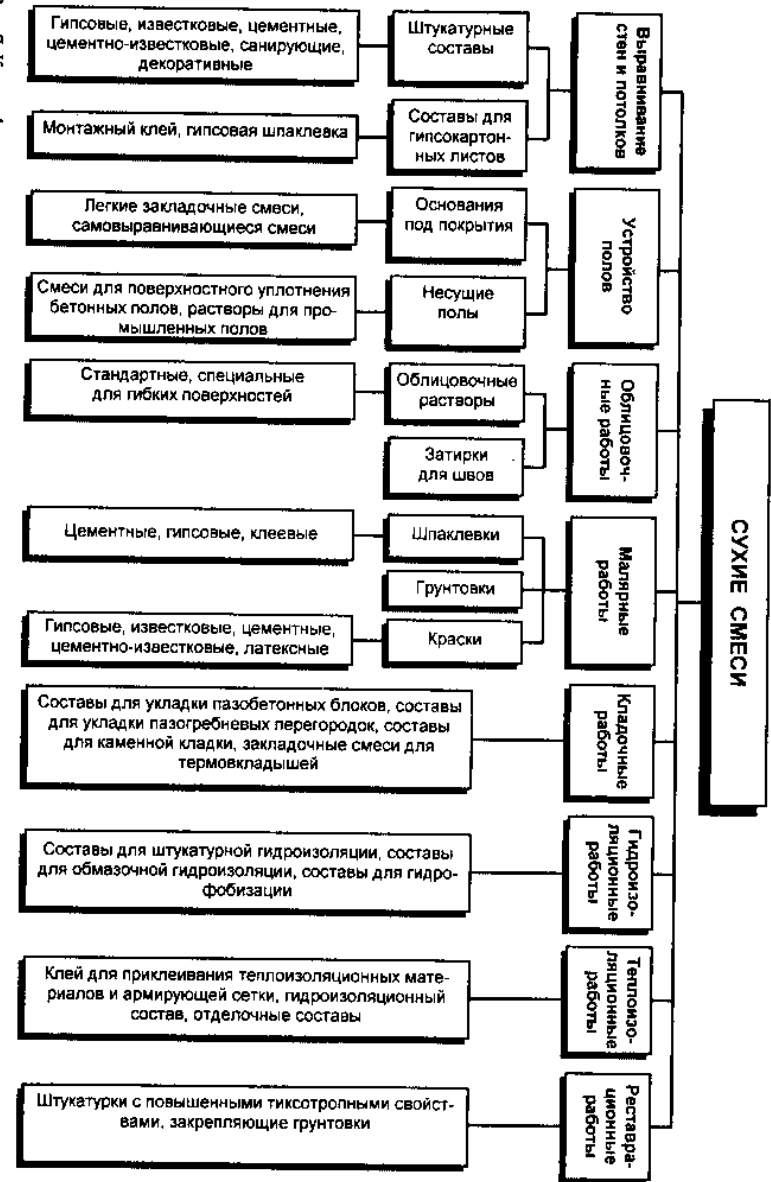 СУХИЕ СМЕСИ
Выравнивание
стен и потолков
Штукатурные
составы
Гипсовые, известковые, цементные,
цементно-известковые, санирующие,
декоративные
Составы для
гипсокартон-
ных листов
Монтажный клей, гипсовая шпаклевка
Устройство
полов
Основания
под покрытия
Легкие закладочные смеси,
самовыравнивающиеся смеси
Несущие
полы
Смеси для поверхностного уплотнения
бетонных полов, растворы для про-
мышленных полов
Облицовоч-
ные работы
Облицовочные
растворы
Стандартные, специальные
для гибких поверхностей
Затирки
для швов
Малярные
работы
Шпаклевки
Цементные, гипсовые, клеевые
Грунтовки
Краски
Гипсовые, известковые, цементные,
цементно-известковые, латексные
Кладочные
работы
Составы для укладки пазобетонных блоков, составы
для укладки пазогребневых перегородок, составы
для каменной кладки, закладочные смеси для
термовкладышей
Гидроизо-
ляционные
работы
Составы для штукатурной гидроизоляции, составы
для обмазочной гидроизоляции, составы для гидро-
фобизации
Теплоизо-
ляционные
работы
Клей для приклеивания теплоизоляционных мате-
риалов и армирующей сетки, гидроизоляционный
состав, отделочные составы
Реставра-
ционные
работы
Штукатурки с повышенными тиксотропными свойст-
вами, закрепляющие грунтовки